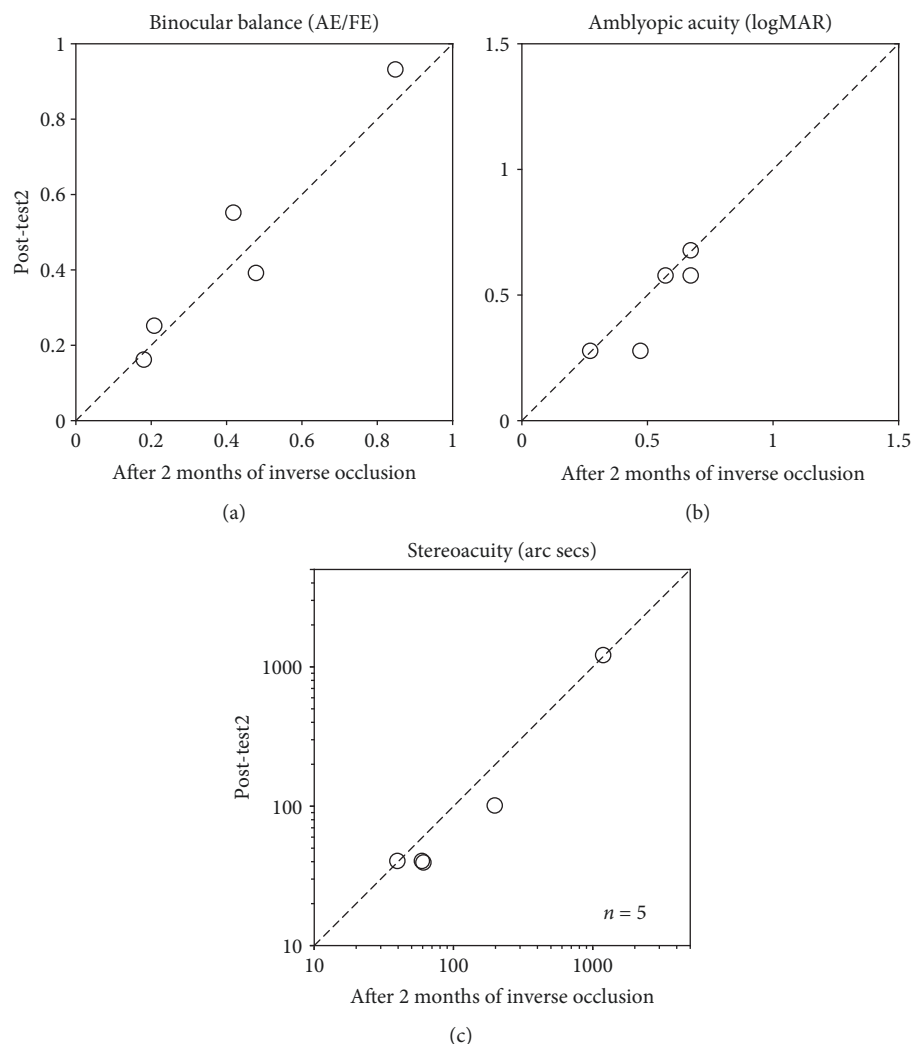 Binocular balance (AE/FE)
1
0.8
0.6
0.4
0.2
0
Post-test2
0 0.2 0.4 0.6 0.8 1
After 2 months of inverse occlusion
(a)
Amblyopic acuity (logMAR)
1.5
1
0.5
0
0 0.5 1 1.5
After 2 months of inverse occlusion
(b)
Stereoacuity (arc secs)
1000
100
10
Post-test2
n = 5
10 100 1000
After 2 months of inverse occlusion
(c)